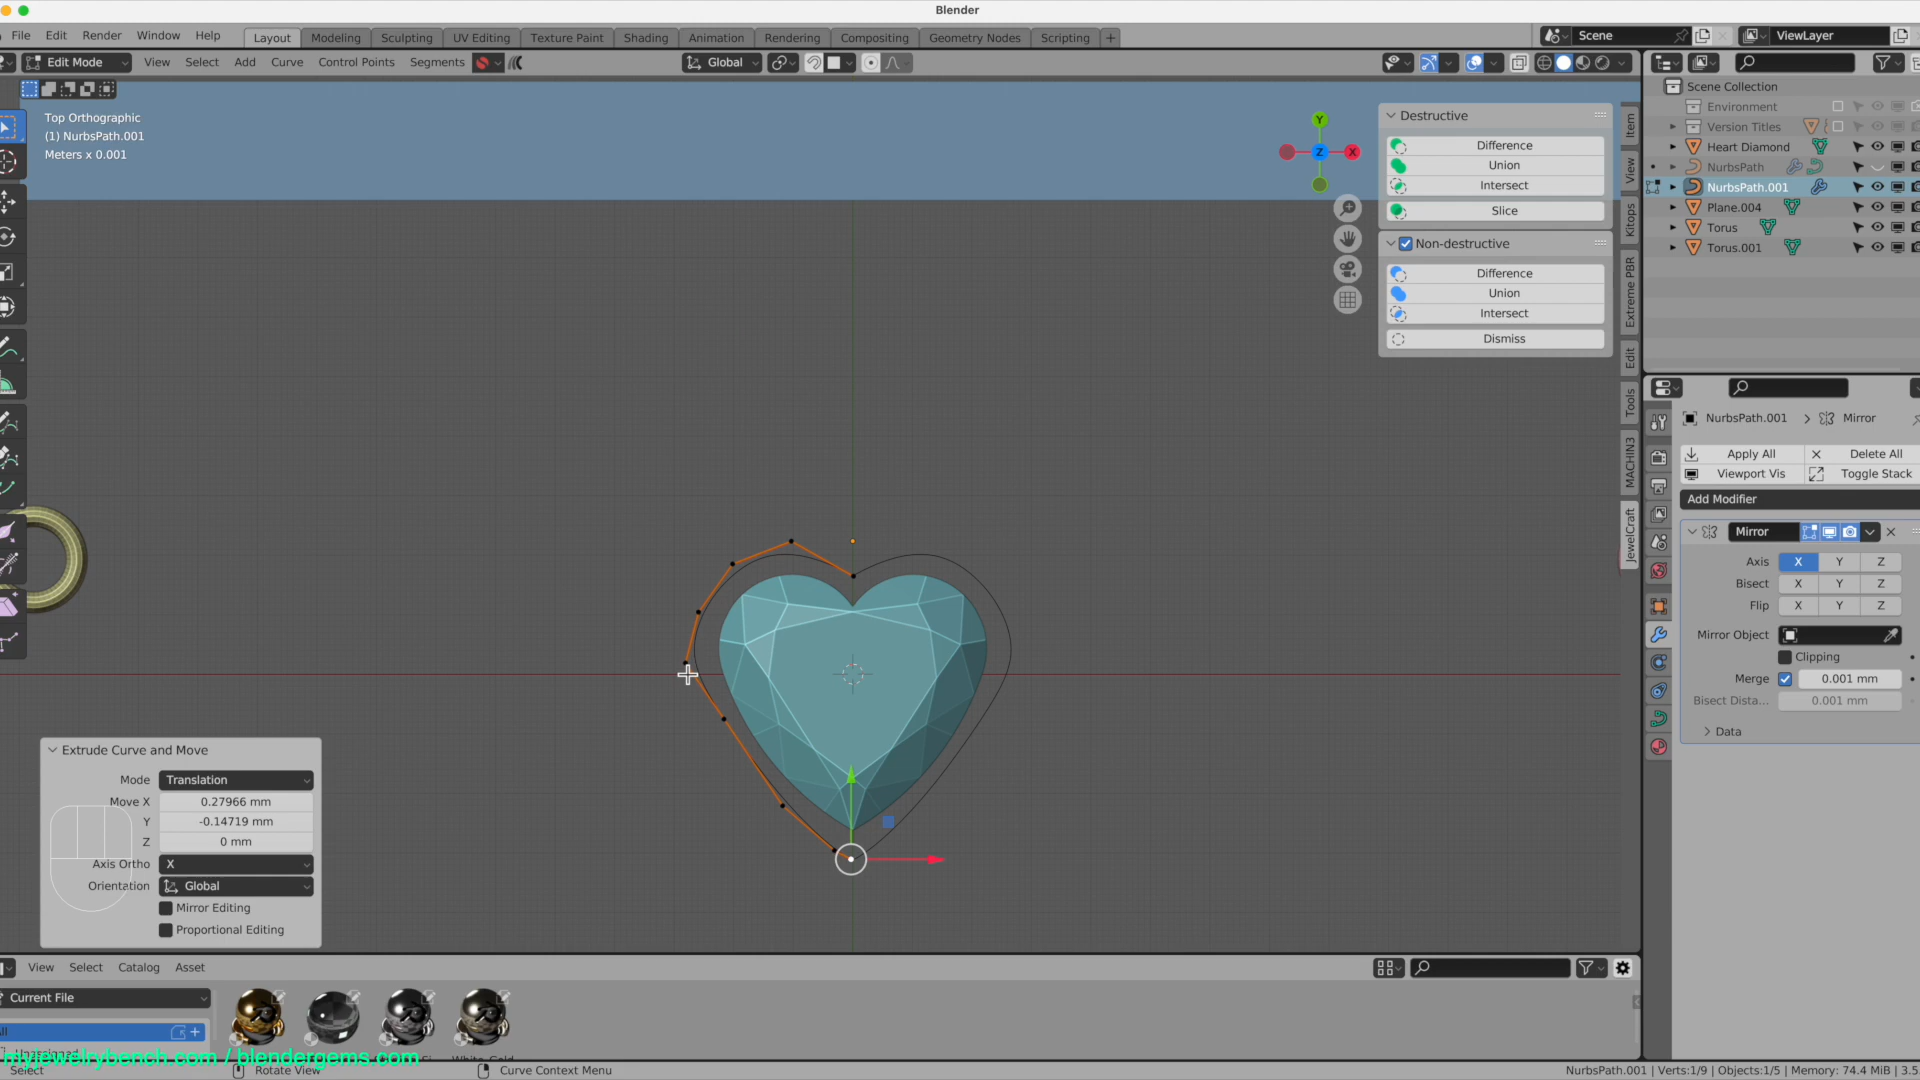 Blender
File Edit Render Window Help Layout Modeling Sculpting UV Editing Texture Paint Shading Animation Rendering Compositing Geometry Nodes Scripting + Scene ViewLayer
Edit Mode View Select Add Curve Control Points Segments Global
Top Orthographic
(1) NurbsPath.001
Meters x 0.001
Y
X
Z
Destructive
Difference
Union
Intersect
Slice
Non-destructive
Difference
Union
Intersect
Dismiss
Item
View
Kitops
Extreme PBR
Edit
Tools
MACHIN3
JewelCraft
Scene Collection
Environment
Version Titles
Heart Diamond
NurbsPath
NurbsPath.001
Plane.004
Torus
Torus.001
NurbsPath.001 > Mirror
Apply All Delete All
Viewport Vis Toggle Stack
Add Modifier
Mirror
Axis X Y Z
Bisect X Y Z
Flip X Y Z
Mirror Object
Clipping
Merge 0.001 mm
Bisect Dista... 0.001 mm
Data
Extrude Curve and Move
Mode Translation
Move X 0.27966 mm
Y -0.14719 mm
Z 0 mm
Axis Ortho X
Orientation Global
Mirror Editing
Proportional Editing
View Select Catalog Asset
Current File
myjewelrybench.com / blendergems.com
Select Rotate View Curve Context Menu NurbsPath.001 | Verts:1/9 | Objects:1/5 | Memory: 74.4 MiB | 3.5